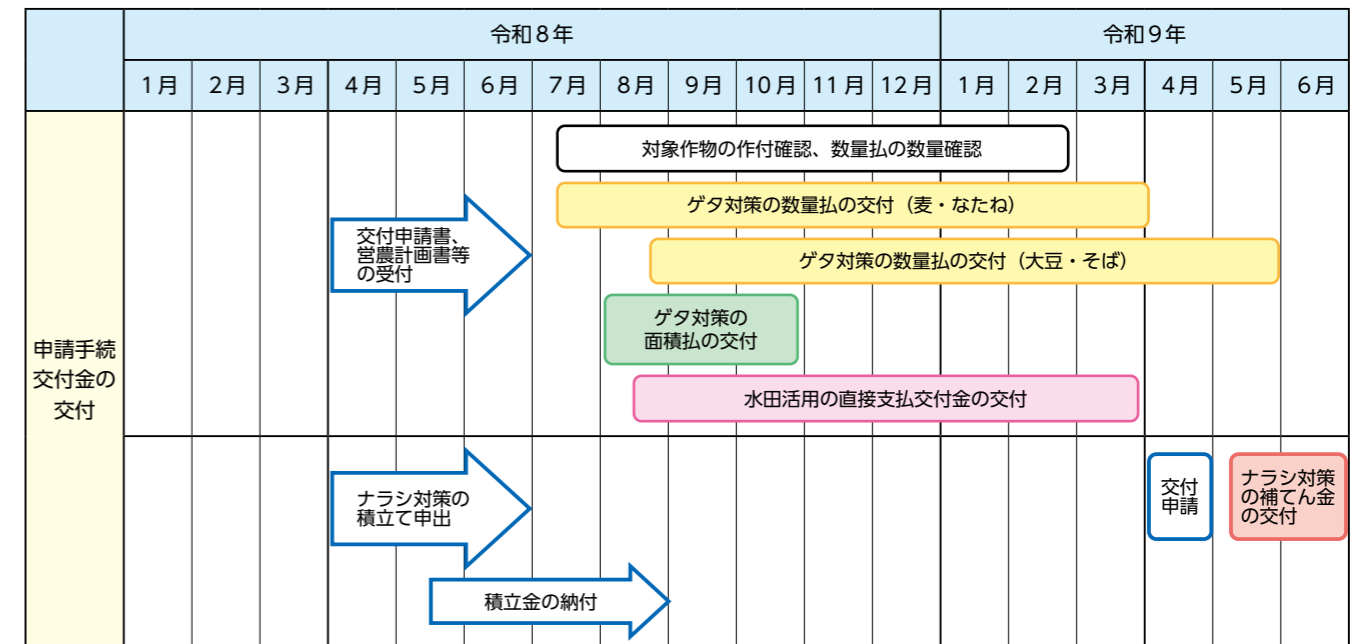 令和8年
令和9年
1月 2月 3月 4月 5月 6月 7月 8月 9月 10月 11月 12月 1月 2月 3月 4月 5月 6月
申請手続
交付金の
交付
対象作物の作付確認、数量払の数量確認
ゲタ対策の数量払の交付（麦・なたね）
交付申請書、
営農計画書等
の受付
ゲタ対策の数量払の交付（大豆・そば）
ゲタ対策の
面積払の交付
水田活用の直接支払交付金の交付
ナラシ対策の
積立て申出
交付
申請
ナラシ対策
の補てん金
の交付
積立金の納付